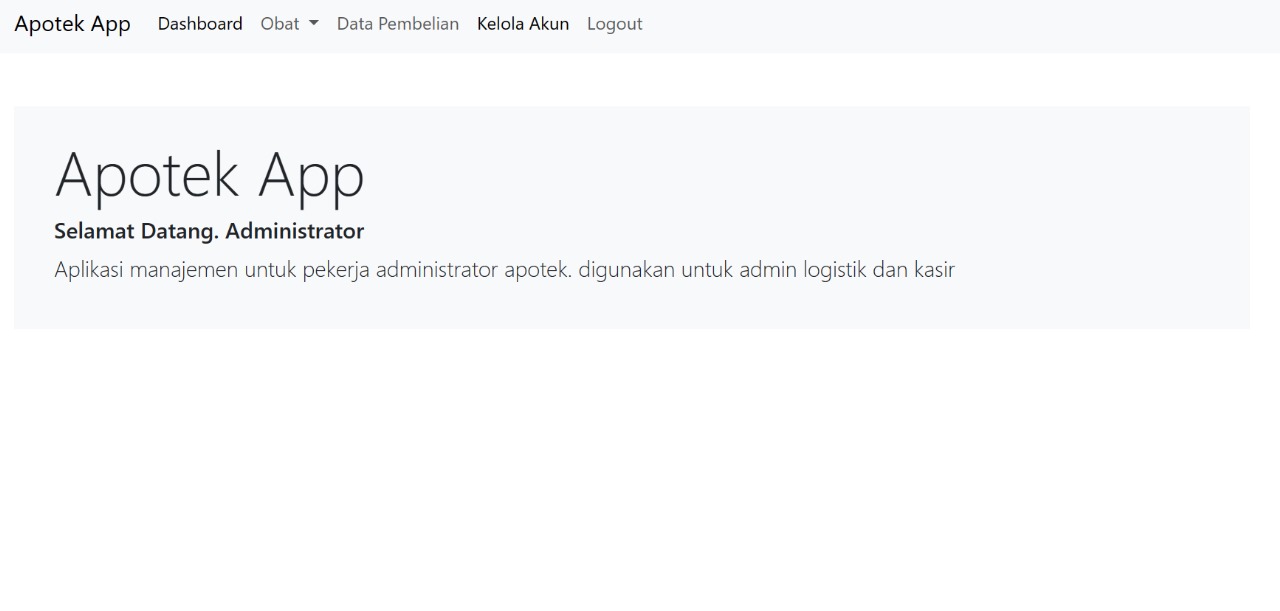 Apotek App Dashboard Obat Data Pembelian Kelola Akun Logout
Apotek App
Selamat Datang. Administrator
Aplikasi manajemen untuk pekerja administrator apotek. digunakan untuk admin logistik dan kasir